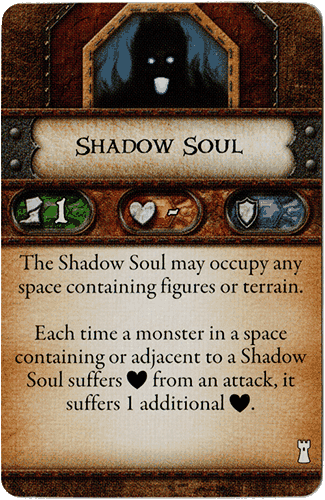 SHADOW SOUL
1 - -
The Shadow Soul may occupy any
space containing figures or terrain.
Each time a monster in a space
containing or adjacent to a Shadow
Soul suffers ♥ from an attack, it
suffers 1 additional ♥.